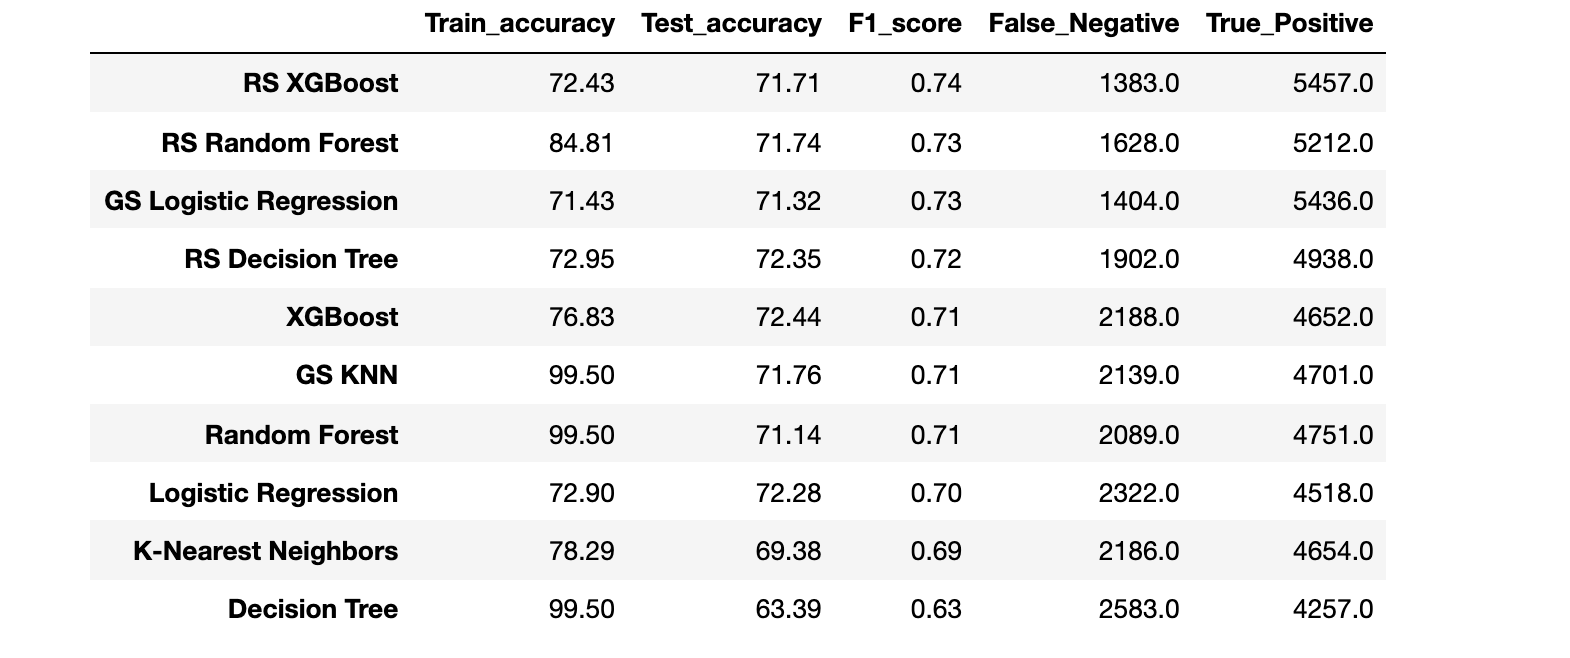 Train_accuracy Test_accuracy F1_score False_Negative True_Positive
RS XGBoost 72.43 71.71 0.74 1383.0 5457.0
RS Random Forest 84.81 71.74 0.73 1628.0 5212.0
GS Logistic Regression 71.43 71.32 0.73 1404.0 5436.0
RS Decision Tree 72.95 72.35 0.72 1902.0 4938.0
XGBoost 76.83 72.44 0.71 2188.0 4652.0
GS KNN 99.50 71.76 0.71 2139.0 4701.0
Random Forest 99.50 71.14 0.71 2089.0 4751.0
Logistic Regression 72.90 72.28 0.70 2322.0 4518.0
K-Nearest Neighbors 78.29 69.38 0.69 2186.0 4654.0
Decision Tree 99.50 63.39 0.63 2583.0 4257.0